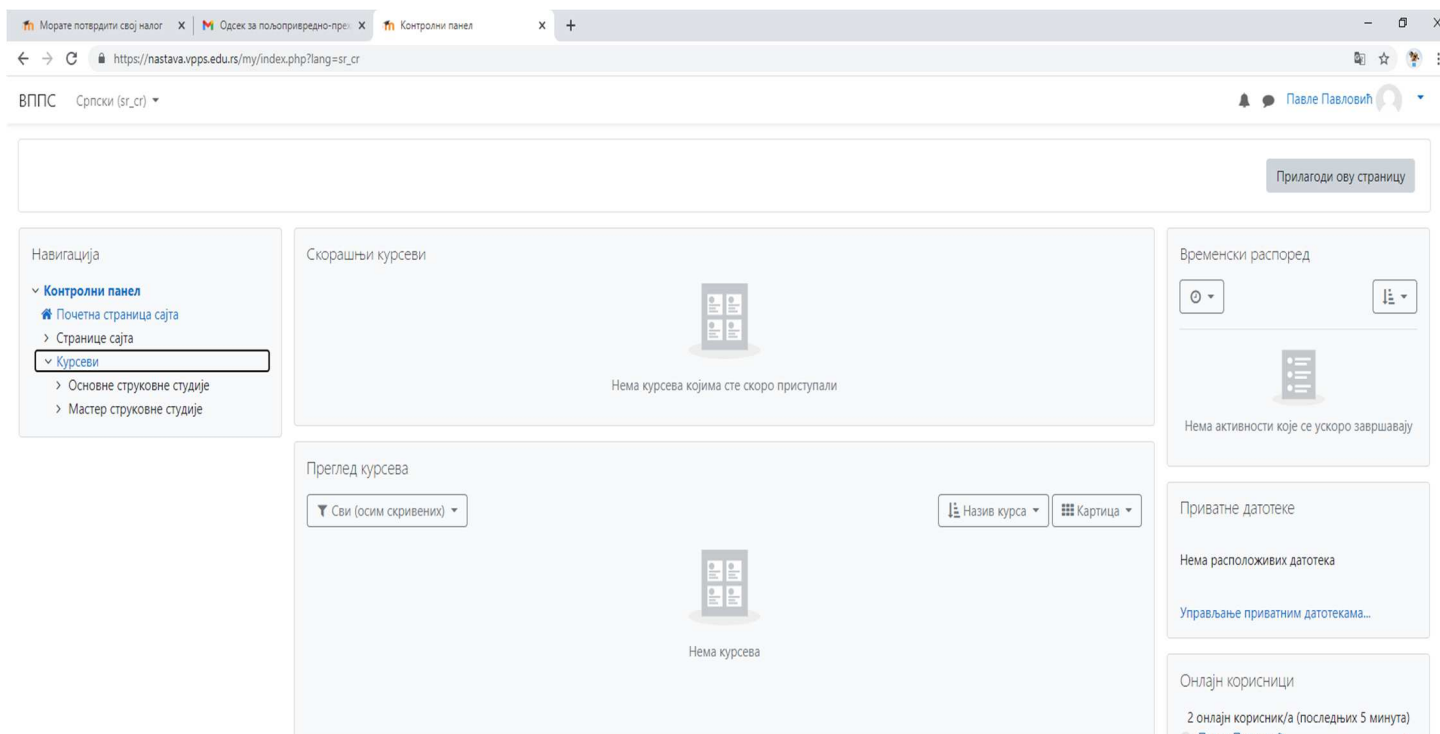 Морате потврдити свој налог
Одсек за пољопривредно-пре
Контролни панел
https://nastava.vpps.edu.rs/my/index.php?lang=sr_cr
ВППС
Српски (sr_cr)
Павле Павловић
Прилагоди ову страницу
Навигација
Контролни панел
Почетна страница сајта
Странице сајта
Курсеви
Основне струковне студије
Мастер струковне студије
Скорашњи курсеви
Нема курсева којима сте скоро приступали
Преглед курсева
Сви (осим скривених)
Назив курса
Картица
Нема курсева
Временски распоред
Нема активности које се ускоро завршавају
Приватне датотеке
Нема расположивих датотека
Управљање приватним датотекама...
Онлајн корисници
2 онлајн корисник/а (последњих 5 минута)